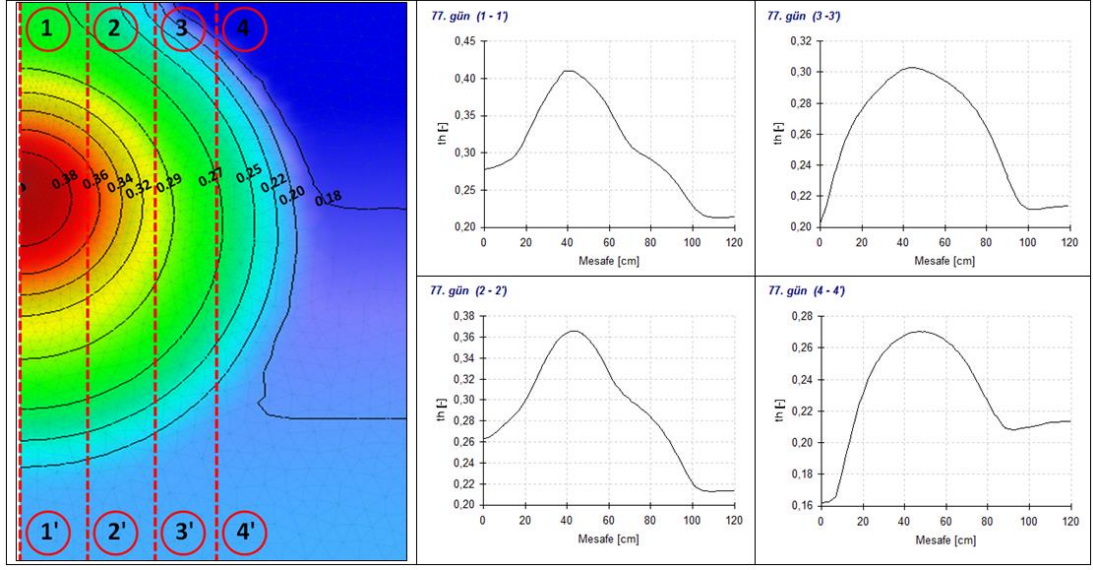 1 2 3 4
0.38 0.36 0.34 0.32 0.29 0.27 0.25 0.22 0.20 0.18
1' 2' 3' 4'
77. gün (1 - 1')
0,45
0,40
0,35
0,30
0,25
0,20
th [-]
0 20 40 60 80 100 120
Mesafe [cm]
77. gün (3 -3')
0,32
0,30
0,28
0,26
0,24
0,22
0,20
th [-]
0 20 40 60 80 100 120
Mesafe [cm]
77. gün (2 - 2')
0,38
0,36
0,34
0,32
0,30
0,28
0,26
0,24
0,22
0,20
th [-]
0 20 40 60 80 100 120
Mesafe [cm]
77. gün (4 - 4')
0,28
0,26
0,24
0,22
0,20
0,18
0,16
th [-]
0 20 40 60 80 100 120
Mesafe [cm]